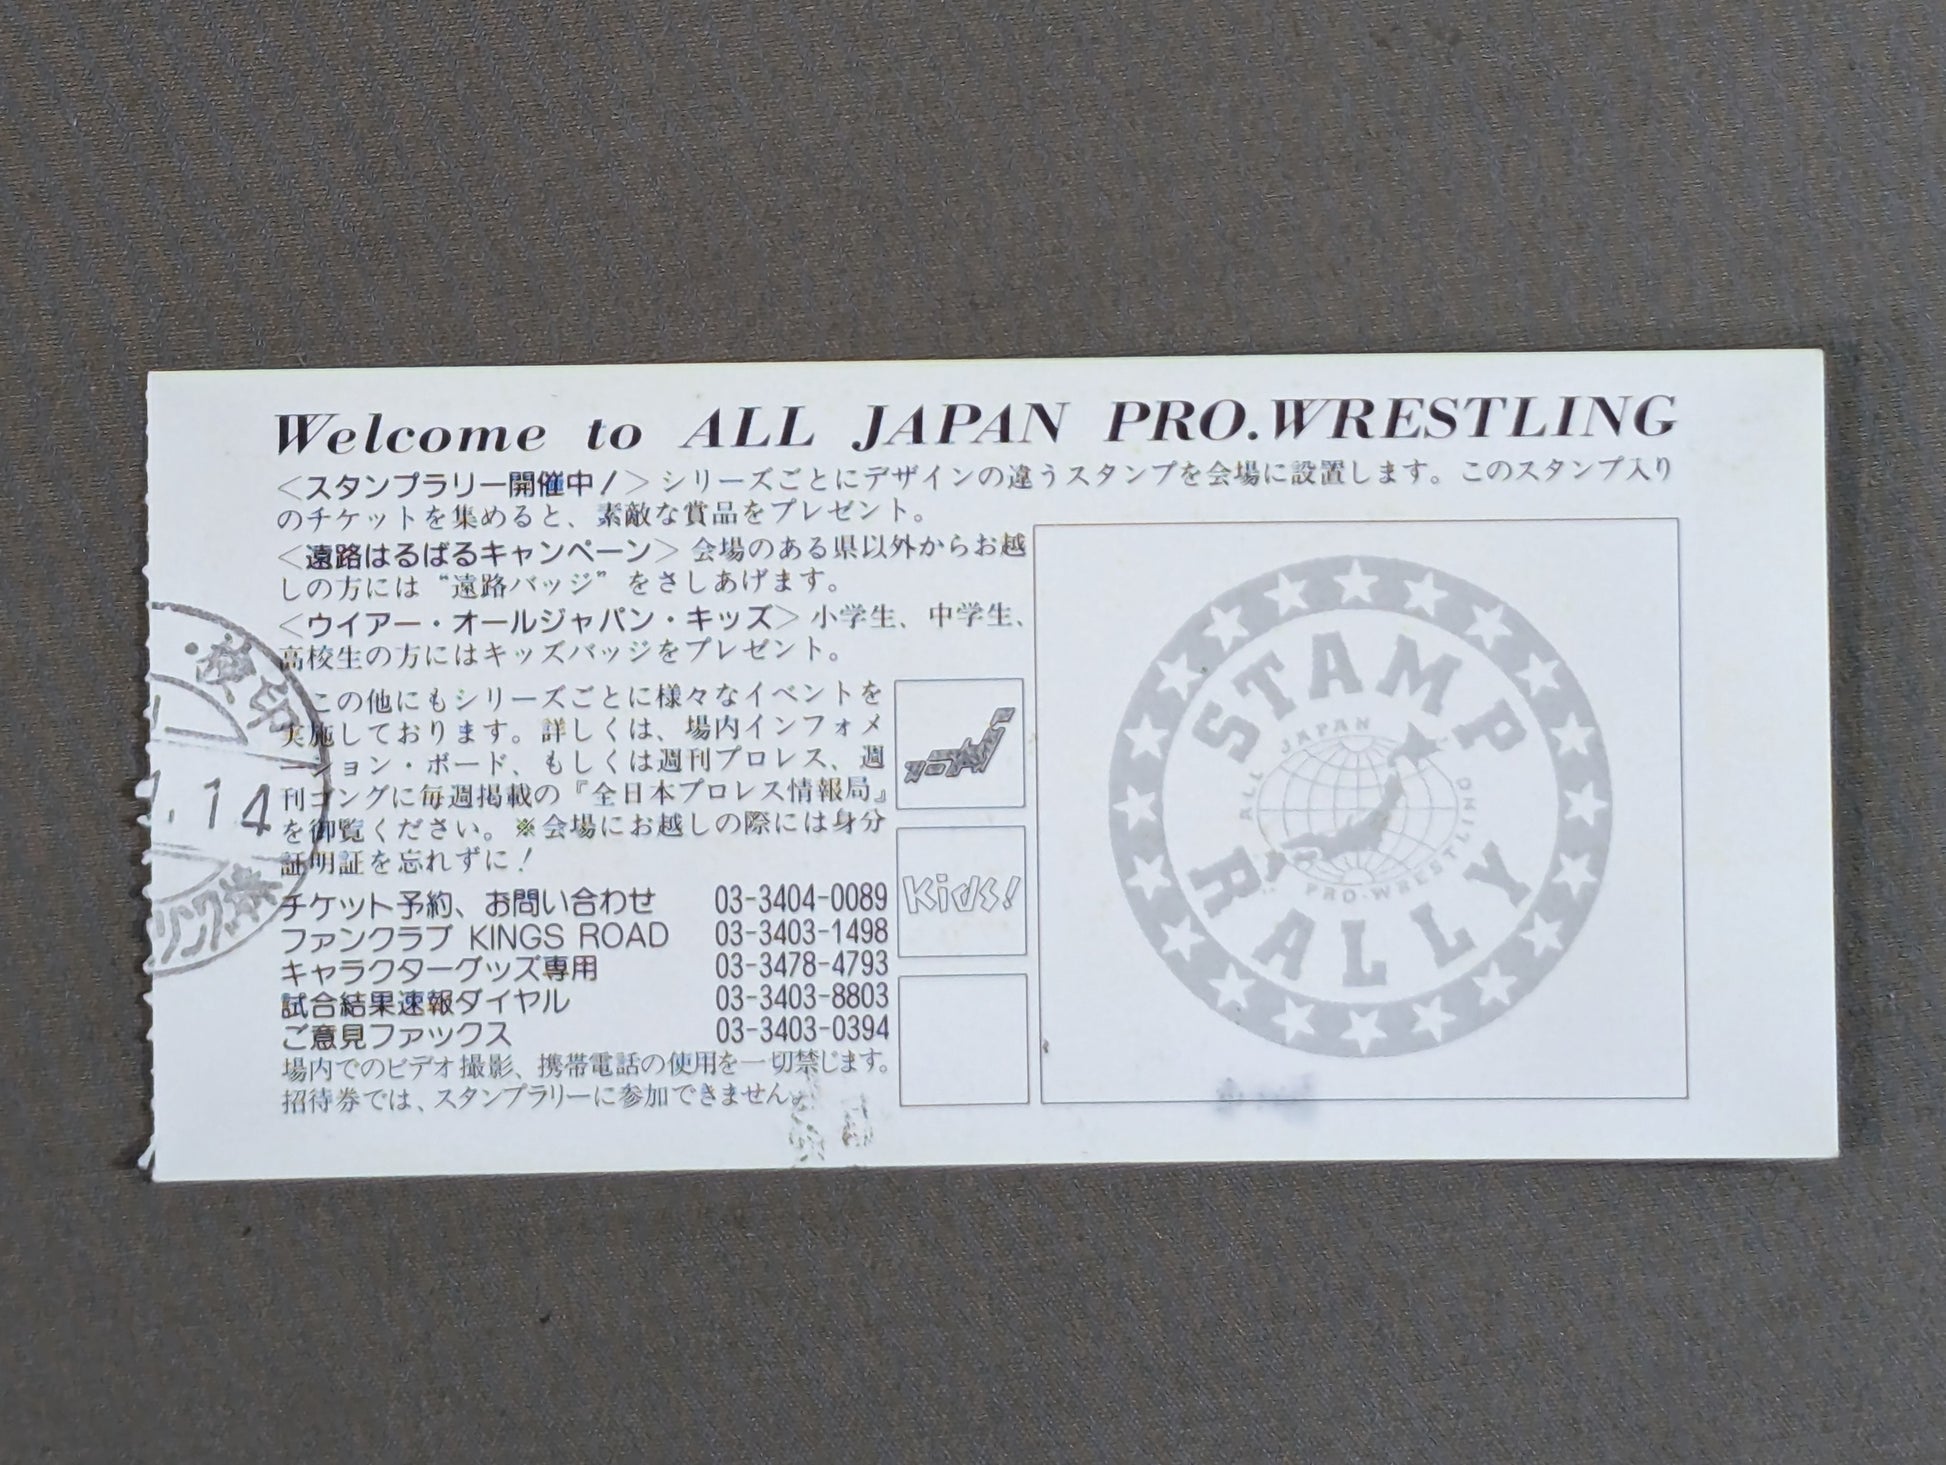 Welcome to ALL JAPAN PRO.WRESTLING
＜スタンプラリー開催中！＞シリーズごとにデザインの違うスタンプを会場に設置します。このスタンプ入り
のチケットを集めると、素敵な賞品をプレゼント。
＜遠路はるばるキャンペーン＞会場のある県以外からお越
しの方には“遠路バッジ”をさしあげます。
＜ウイアー・オールジャパン・キッズ＞小学生、中学生、
高校生の方にはキッズバッジをプレゼント。
この他にもシリーズごとに様々なイベントを
実施しております。詳しくは、場内インフォメ
ーション・ボード、もしくは週刊プロレス、週
刊ゴングに毎週掲載の『全日本プロレス情報局』
を御覧ください。※会場にお越しの際には身分
証明証を忘れずに！
チケット予約、お問い合わせ 03-3404-0089
ファンクラブ KINGS ROAD 03-3403-1498
キャラクターグッズ専用 03-3478-4793
試合結果速報ダイヤル 03-3403-8803
ご意見ファックス 03-3403-0394
場内でのビデオ撮影、携帯電話の使用を一切禁じます。
招待券では、スタンプラリーに参加できません。
Kids!
STAMP
RALLY
ALL JAPAN
PRO-WRESTLING
検印
.14
リング